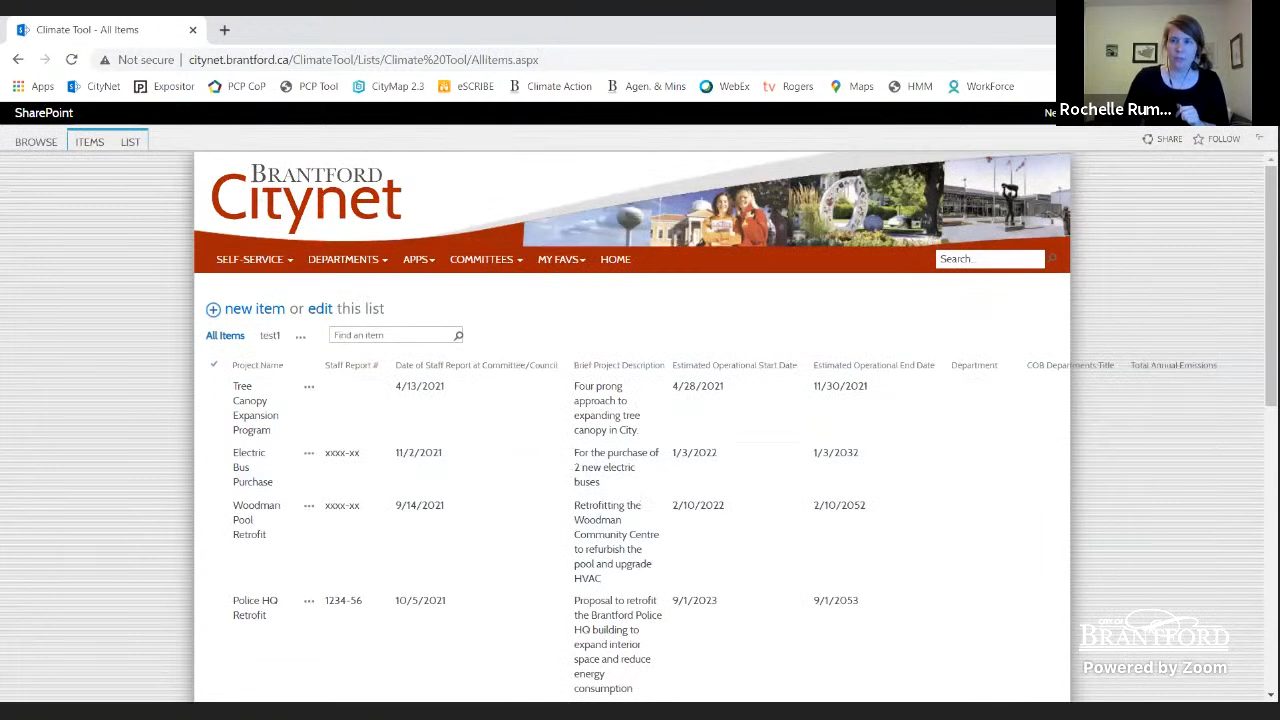 Climate Tool - All Items
Not secure | citynet.brantford.ca/ClimateTool/Lists/Climate%20Tool/AllItems.aspx
Apps CityNet Expositor PCP CoP PCP Tool CityMap 2.3 eSCRIBE Climate Action Agen. & Mins WebEx Rogers Maps HMM WorkForce
Rochelle Rum...
SharePoint
Ne
BROWSE ITEMS LIST
SHARE FOLLOW
BRANTFORD
Citynet
SELF-SERVICE DEPARTMENTS APPS COMMITTEES MY FAVS HOME
Search...
new item or edit this list
All Items test1 ... Find an item
Project Name Staff Report # Date of Staff Report at Committee/Council Brief Project Description Estimated Operational Start Date Estimated Operational End Date Department COB Departments:Title Total Annual Emissions
Tree ... 4/13/2021 Four prong 4/28/2021 11/30/2021
Canopy approach to
Expansion expanding tree
Program canopy in City.
Electric ... xxxx-xx 11/2/2021 For the purchase of 1/3/2022 1/3/2032
Bus 2 new electric
Purchase buses
Woodman ... xxxx-xx 9/14/2021 Retrofitting the 2/10/2022 2/10/2052
Pool Woodman
Retrofit Community Centre
to refurbish the
pool and upgrade
HVAC
Police HQ ... 1234-56 10/5/2021 Proposal to retrofit 9/1/2023 9/1/2053
Retrofit the Brantford Police
HQ building to
expand interior
space and reduce
energy
consumption
CITY OF
BRANTFORD
Powered by Zoom